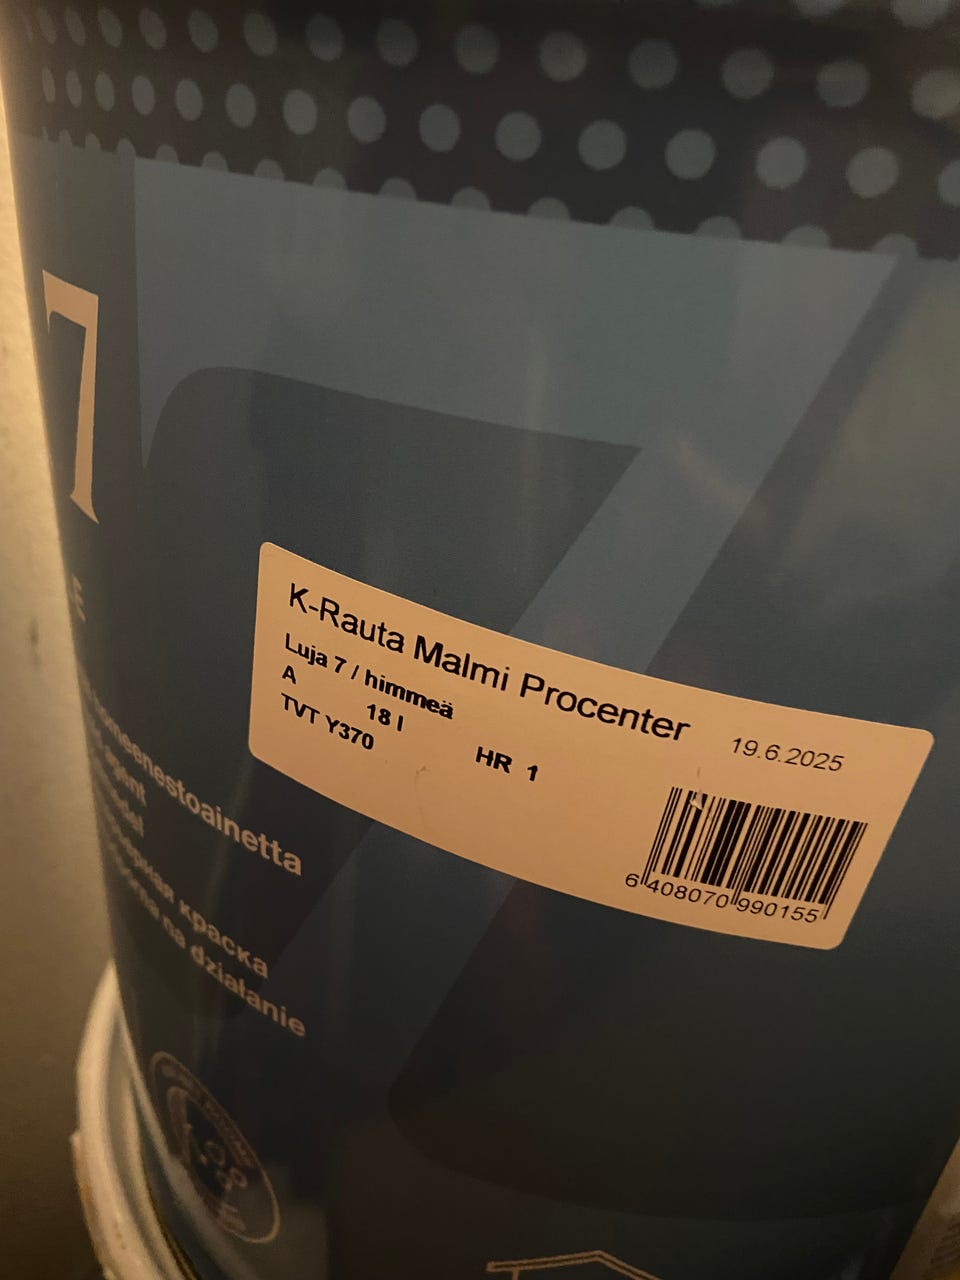 7
K-Rauta Malmi Procenter
Luja 7 / himmeä
19.6.2025
A
18 l
TVT Y370
HR 1
6 408070 990155
краска
na działanie